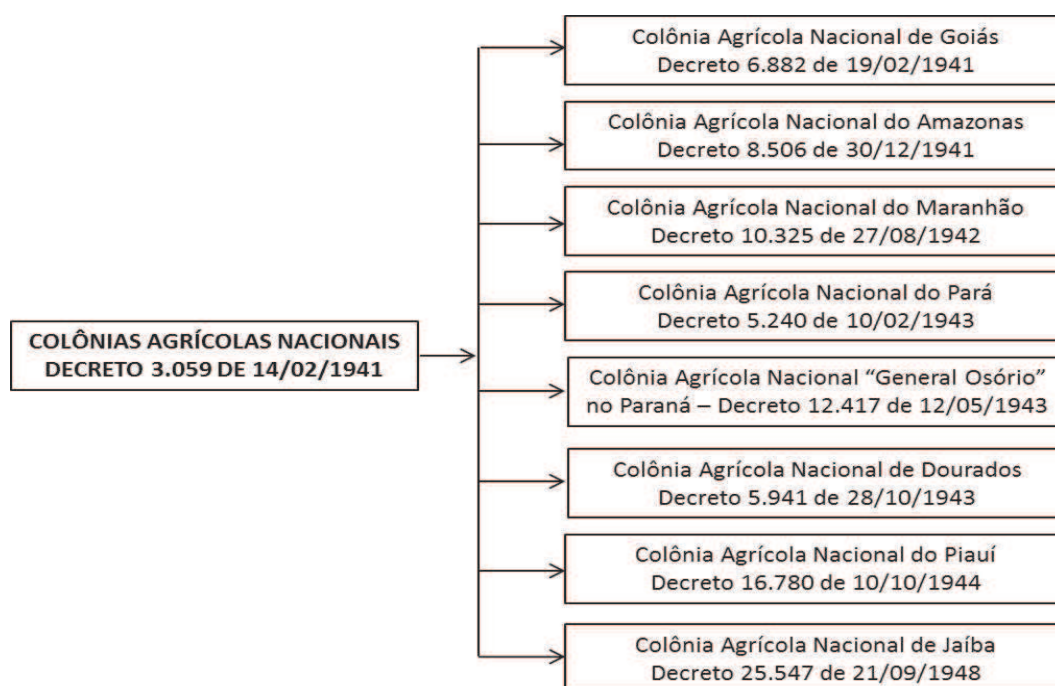 Colônia Agrícola Nacional de Goiás
Decreto 6.882 de 19/02/1941
Colônia Agrícola Nacional do Amazonas
Decreto 8.506 de 30/12/1941
Colônia Agrícola Nacional do Maranhão
Decreto 10.325 de 27/08/1942
Colônia Agrícola Nacional do Pará
Decreto 5.240 de 10/02/1943
COLÔNIAS AGRÍCOLAS NACIONAIS
DECRETO 3.059 DE 14/02/1941
Colônia Agrícola Nacional “General Osório”
no Paraná – Decreto 12.417 de 12/05/1943
Colônia Agrícola Nacional de Dourados
Decreto 5.941 de 28/10/1943
Colônia Agrícola Nacional do Piauí
Decreto 16.780 de 10/10/1944
Colônia Agrícola Nacional de Jaíba
Decreto 25.547 de 21/09/1948